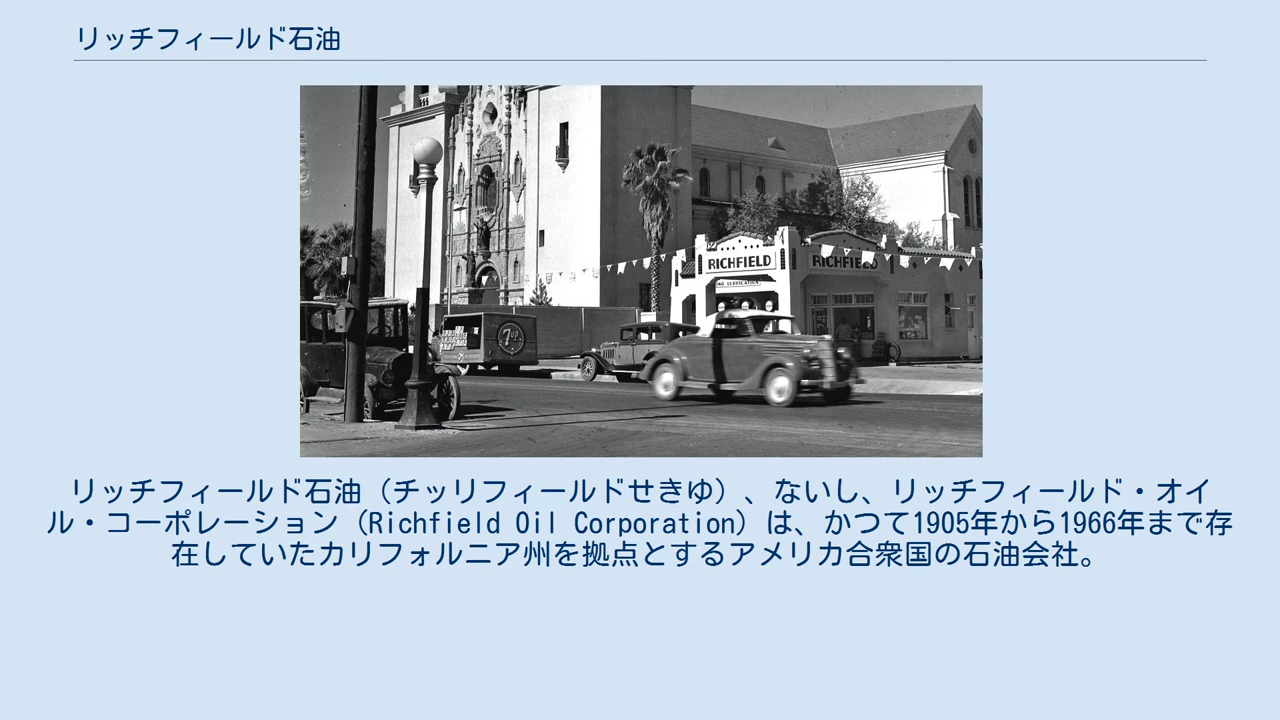 リッチフィールド石油
RICHFIELD
RICHFIELD
ING LUBRICATION
7up
リッチフィールド石油（チッリフィールドせきゆ）、ないし、リッチフィールド・オイ
ル・コーポレーション（Richfield Oil Corporation）は、かつて1905年から1966年まで存
在していたカリフォルニア州を拠点とするアメリカ合衆国の石油会社。